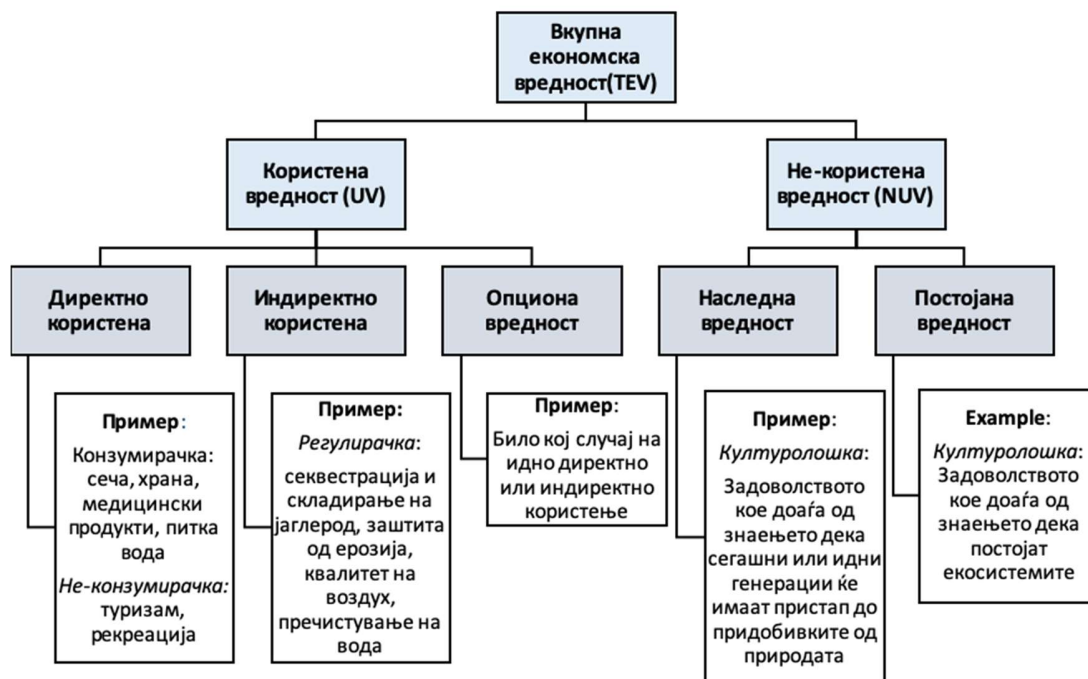 Вкупна
економска
вредност(TEV)
Користена
вредност (UV)
Не-користена
вредност (NUV)
Директно
користена
Индиректно
користена
Опциона
вредност
Наследна
вредност
Постојана
вредност
Пример:
Конзумирачка:
сеча, храна,
медицински
продукти, питка
вода
Не-конзумирачка:
туризам,
рекреација
Пример:
Регулирачка:
секвестрација и
складирање на
јаглерод, заштита
од ерозија,
квалитет на
воздух,
пречистување на
вода
Пример:
Било кој случај на
идно директно
или индиректно
користење
Пример:
Културолошка:
Задоволството
кое доаѓа од
знаењето дека
сегашни или идни
генерации ќе
имаат пристап до
придобивките од
природата
Example:
Културолошка:
Задоволството
кое доаѓа од
знаењето дека
постојат
екосистемите